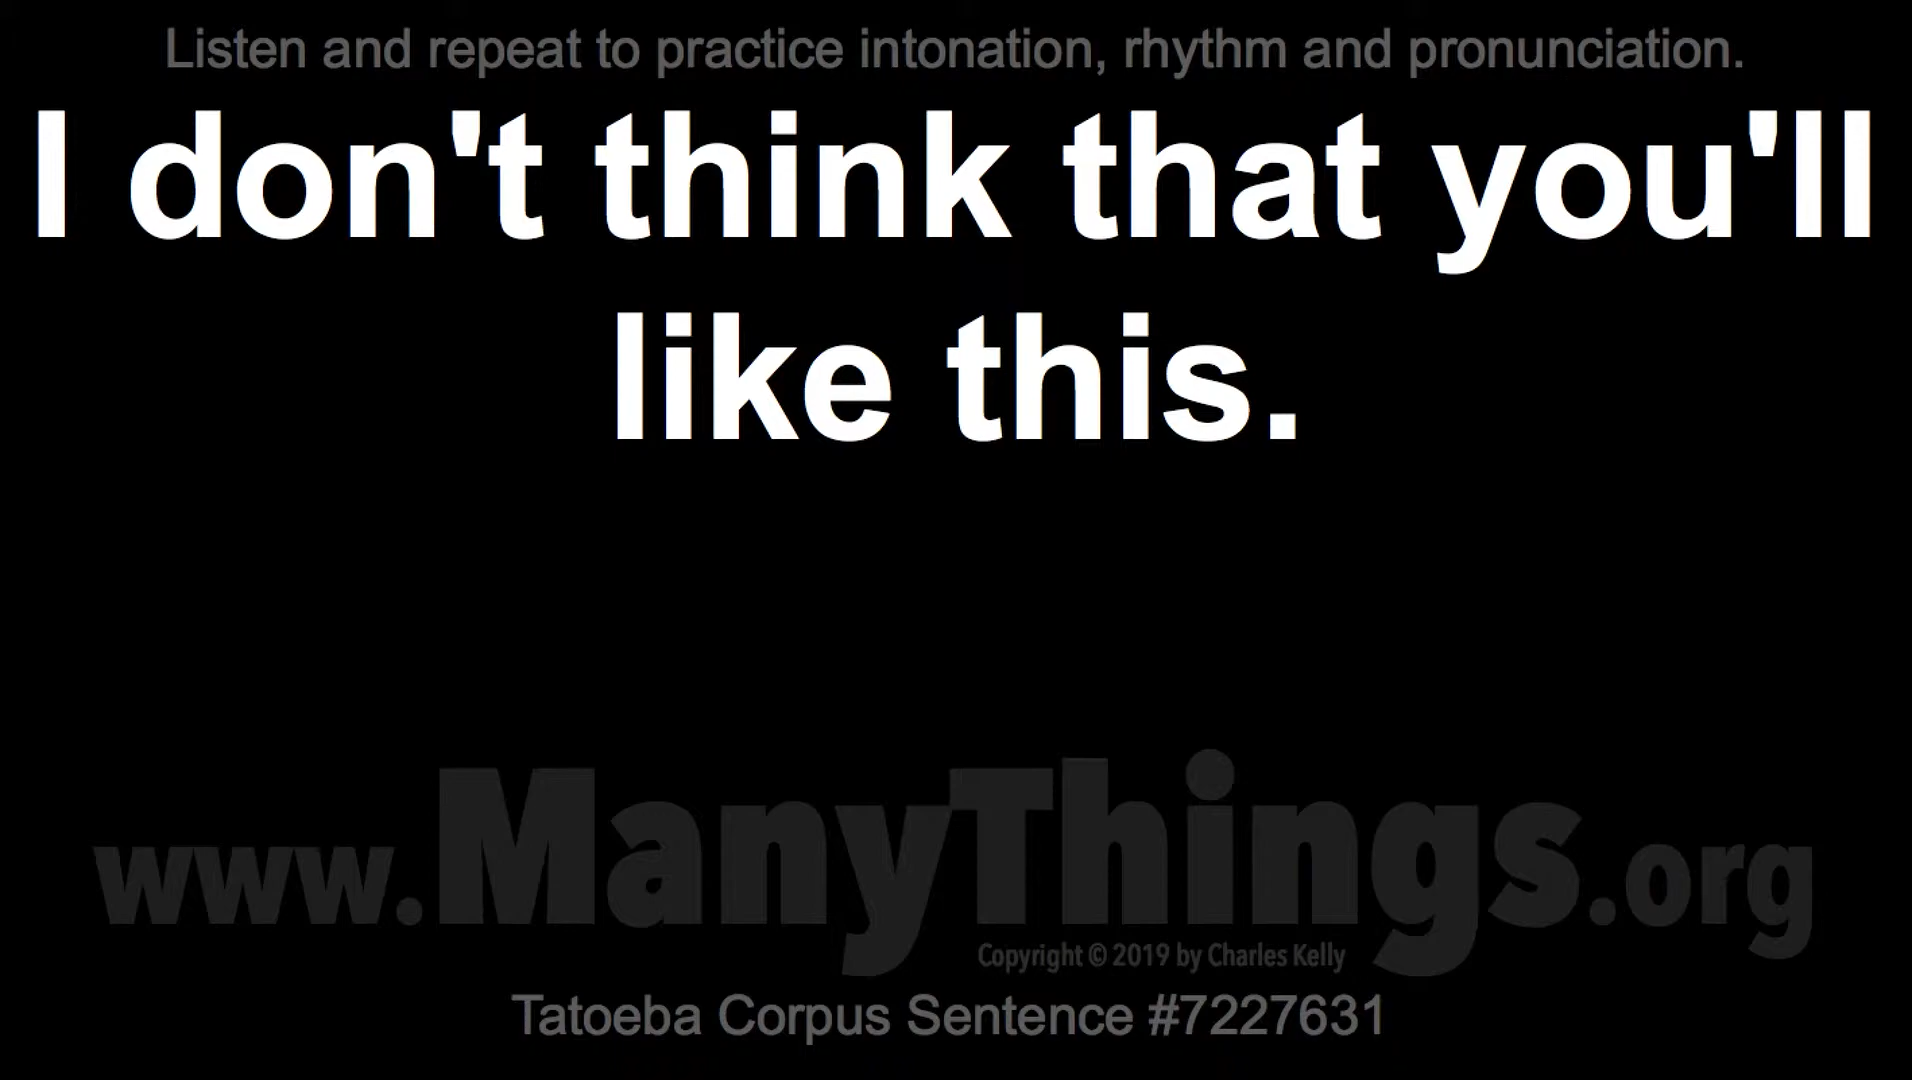 Listen and repeat to practice intonation, rhythm and pronunciation.
I don't think that you'll
like this.
www.ManyThings.org
Copyright © 2019 by Charles Kelly
Tatoeba Corpus Sentence #7227631